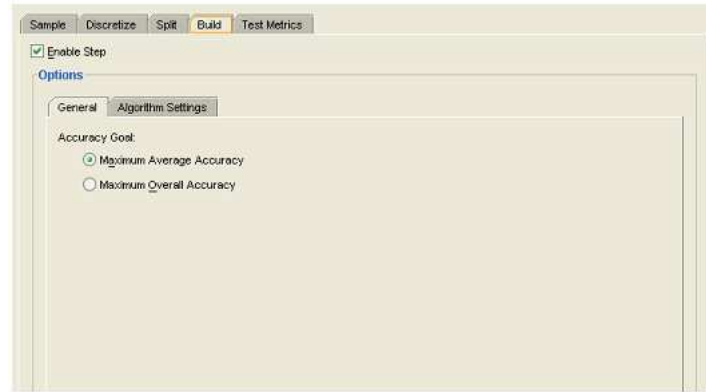 Sample Discretize Split Build Test Metrics
Enable Step
Options
General Algorithm Settings
Accuracy Goal:
Maximum Average Accuracy
Maximum Overall Accuracy